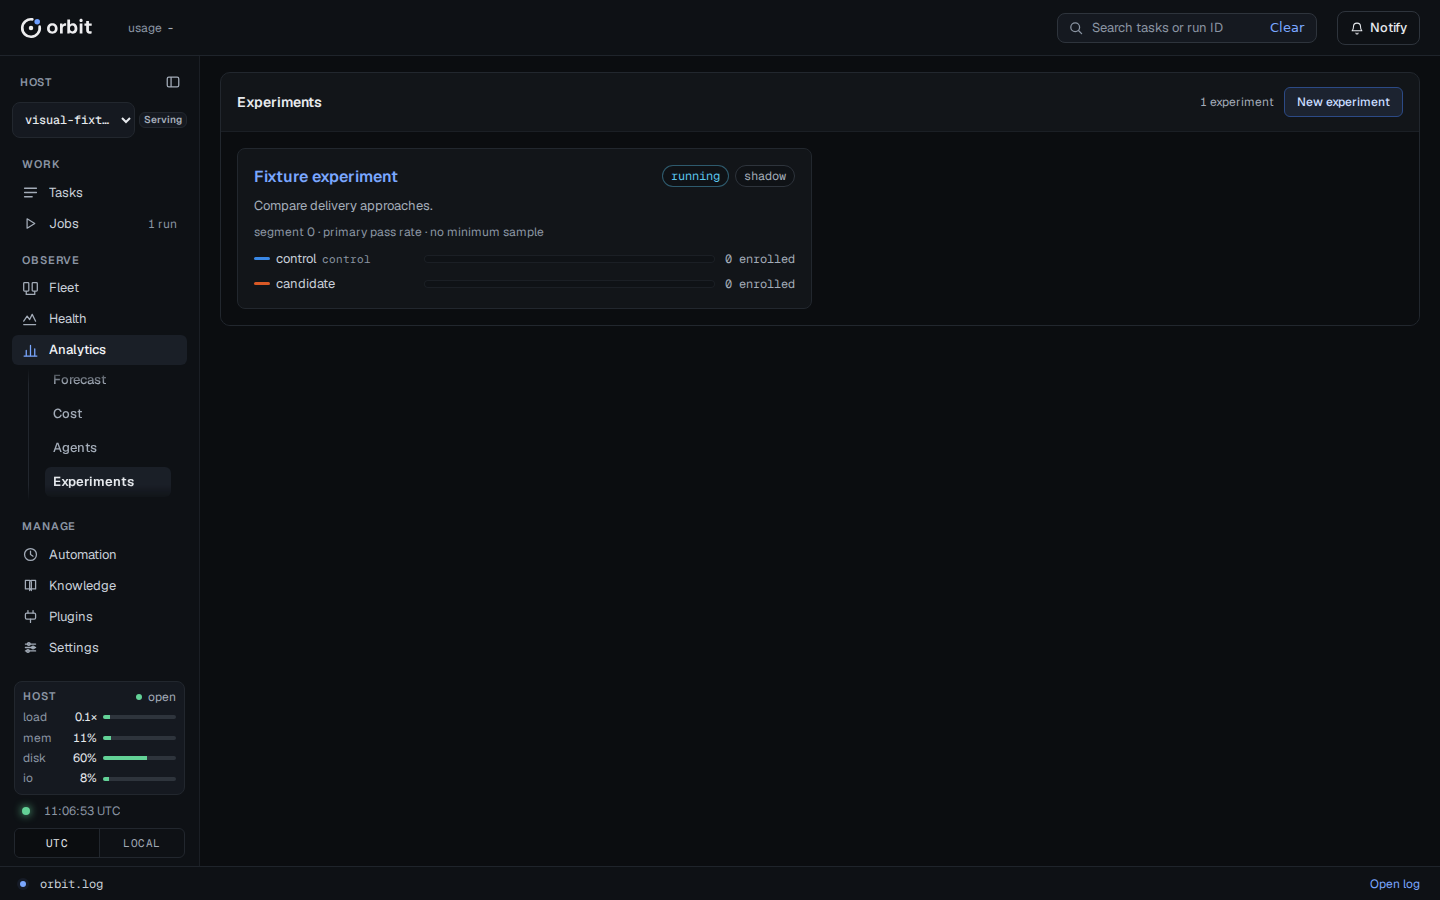 orbit
usage -
Search tasks or run ID
Clear
Notify
HOST
visual-fixt…
Serving
WORK
Tasks
Jobs
1 run
OBSERVE
Fleet
Health
Analytics
Forecast
Cost
Agents
Experiments
MANAGE
Automation
Knowledge
Plugins
Settings
HOST
open
load 0.1×
mem 11%
disk 60%
io 8%
11:06:53 UTC
UTC
LOCAL
Experiments
1 experiment
New experiment
Fixture experiment
running
shadow
Compare delivery approaches.
segment 0 · primary pass rate · no minimum sample
control control
0 enrolled
candidate
0 enrolled
orbit.log
Open log